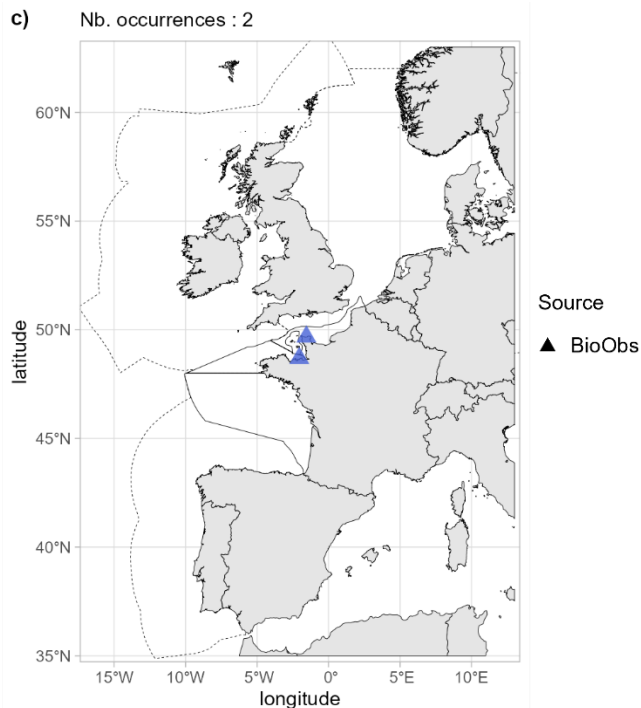 c)
Nb. occurrences : 2
60°N
55°N
50°N
45°N
40°N
35°N
latitude
15°W
10°W
5°W
0°
5°E
10°E
longitude
Source
BioObs